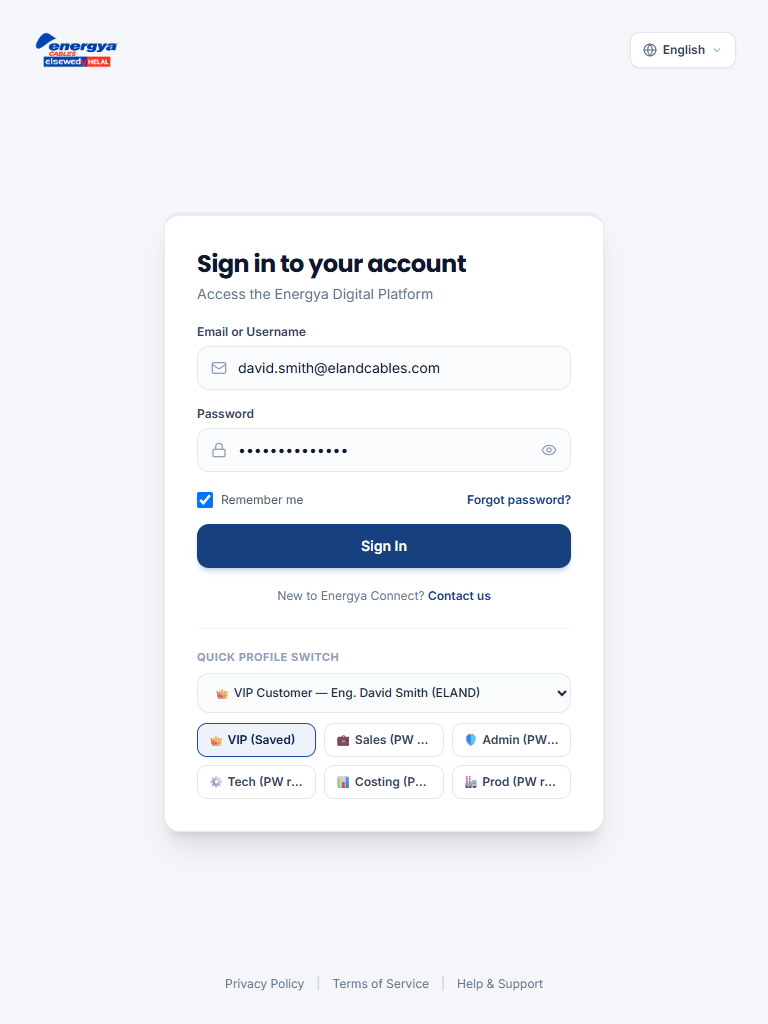 energya
CABLES
elsewedy HELAL
English
Sign in to your account
Access the Energya Digital Platform
Email or Username
david.smith@elandcables.com
Password
••••••••••••••
Remember me
Forgot password?
Sign In
New to Energya Connect? Contact us
QUICK PROFILE SWITCH
VIP Customer — Eng. David Smith (ELAND)
VIP (Saved)
Sales (PW ...
Admin (PW...
Tech (PW r...
Costing (P...
Prod (PW r...
Privacy Policy
Terms of Service
Help & Support